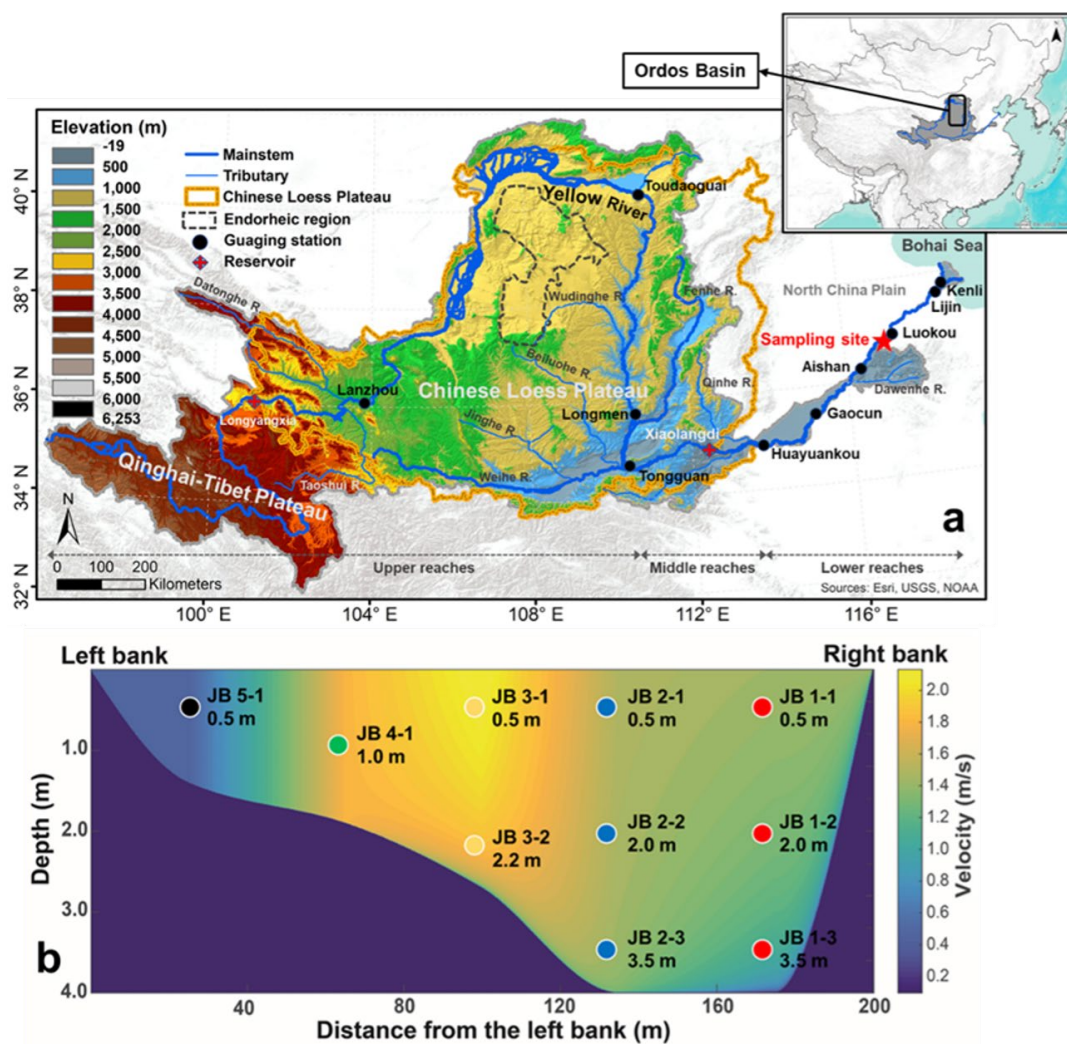 Ordos Basin
Elevation (m)
-19
500
1,000
1,500
2,000
2,500
3,000
3,500
4,000
4,500
5,000
5,500
6,000
6,253
Mainstem
Tributary
Chinese Loess Plateau
Endorheic region
Guaging station
Reservoir
40° N
38° N
36° N
34° N
32° N
Toudaoguai
Yellow River
Bohai Sea
Kenli
Lijin
North China Plain
Luokou
Sampling site
Aishan
Dawenhe R.
Gaocun
Huayuankou
Datonghe R.
Wudinghe R.
Fenhe R.
Beiluohe R.
Qinhe R.
Lanzhou
Chinese Loess Plateau
Longmen
Longyangxia
Jinghe R.
Xiaolangdi
Weihe R.
Tongguan
Taoshui R.
Qinghai-Tibet Plateau
N
a
0 100 200
Kilometers
Upper reaches
Middle reaches
Lower reaches
Sources: Esri, USGS, NOAA
100° E
104° E
108° E
112° E
116° E
Left bank
Right bank
JB 5-1
0.5 m
JB 4-1
1.0 m
JB 3-1
0.5 m
JB 3-2
2.2 m
JB 2-1
0.5 m
JB 2-2
2.0 m
JB 2-3
3.5 m
JB 1-1
0.5 m
JB 1-2
2.0 m
JB 1-3
3.5 m
Depth (m)
1.0
2.0
3.0
4.0
b
40
80
120
160
200
Distance from the left bank (m)
2.0
1.8
1.6
1.4
1.2
1.0
0.8
0.6
0.4
0.2
Velocity (m/s)